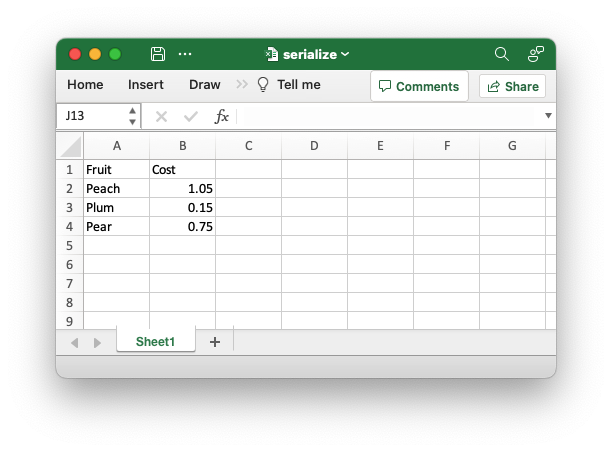 serialize
Home Insert Draw Tell me Comments Share
J13 fx
A B C D E F G
1 Fruit Cost
2 Peach 1.05
3 Plum 0.15
4 Pear 0.75
5
6
7
8
9
Sheet1 +